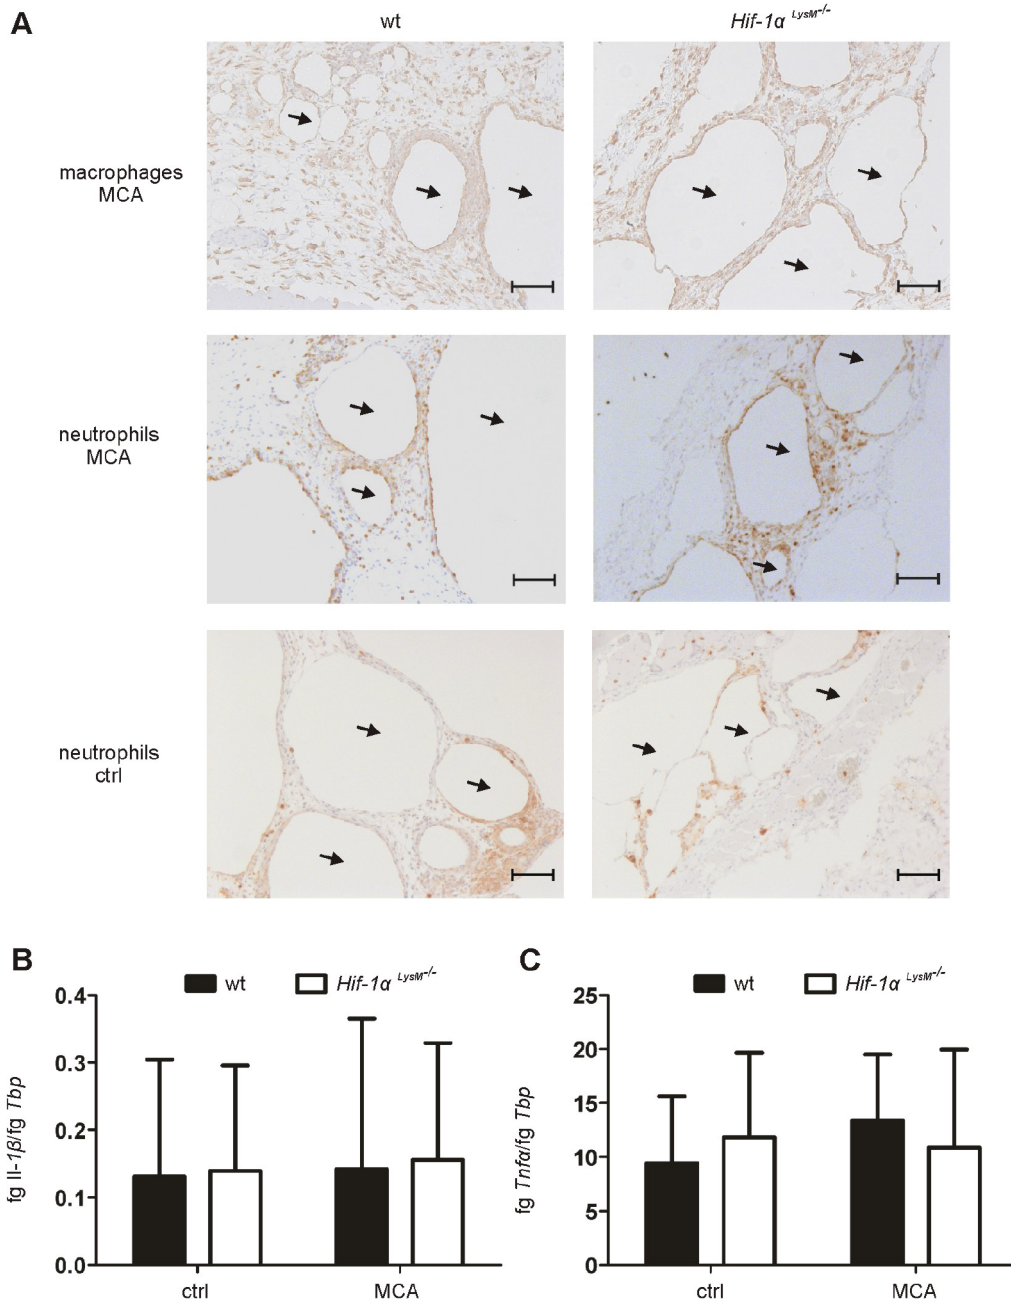 A
wt
Hif-1α LysM-/-
macrophages
MCA
neutrophils
MCA
neutrophils
ctrl
B
wt
Hif-1α LysM-/-
0.4
0.3
0.2
0.1
0.0
fg Il-1β/fg Tbp
ctrl
MCA
C
wt
Hif-1α LysM-/-
25
20
15
10
5
0
fg Tnfα/fg Tbp
ctrl
MCA